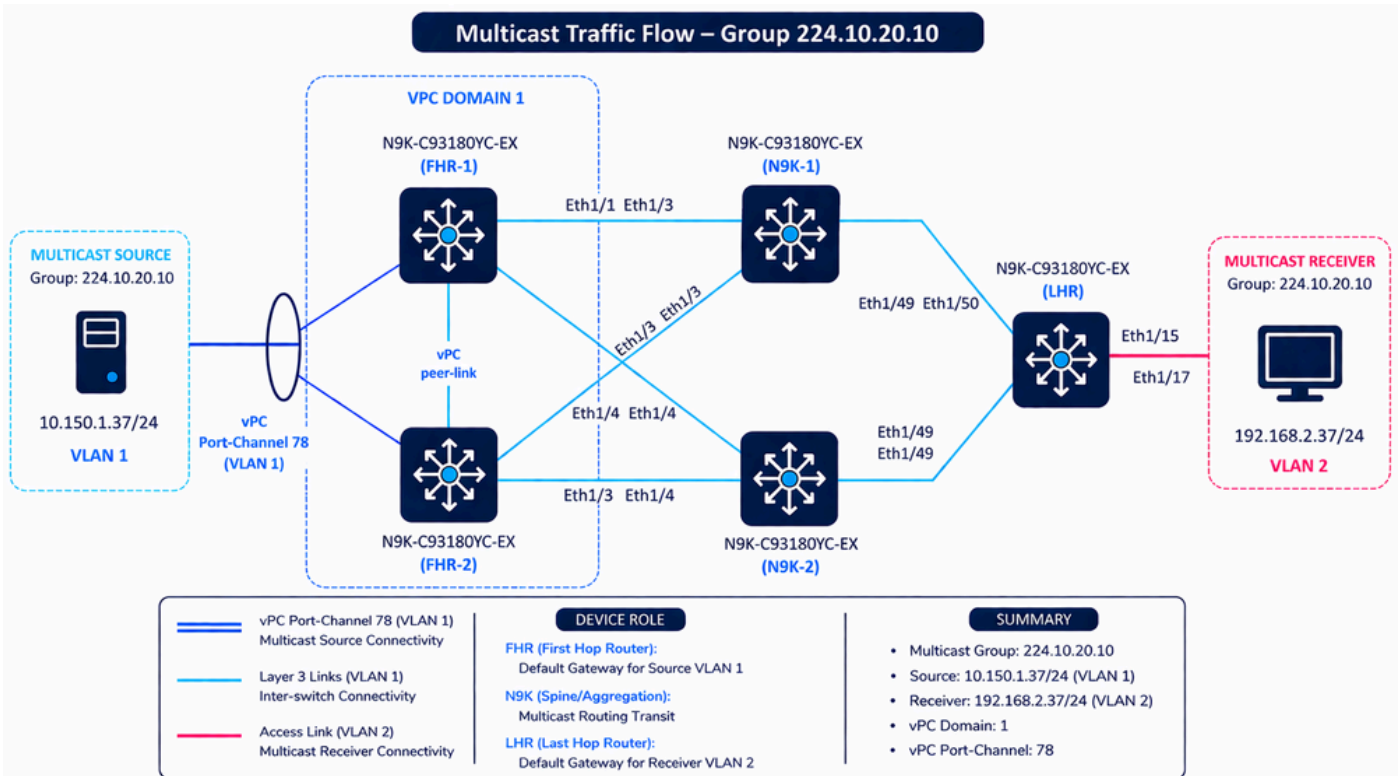 Multicast Traffic Flow – Group 224.10.20.10
VPC DOMAIN 1
N9K-C93180YC-EX
(FHR-1)
N9K-C93180YC-EX
(N9K-1)
Eth1/1 Eth1/3
MULTICAST SOURCE
Group: 224.10.20.10
10.150.1.37/24
VLAN 1
vPC
Port-Channel 78
(VLAN 1)
vPC
peer-link
Eth1/3 Eth1/3
Eth1/4 Eth1/4
Eth1/3 Eth1/4
N9K-C93180YC-EX
(FHR-2)
N9K-C93180YC-EX
(N9K-2)
Eth1/49 Eth1/50
Eth1/49
Eth1/49
N9K-C93180YC-EX
(LHR)
Eth1/15
Eth1/17
MULTICAST RECEIVER
Group: 224.10.20.10
192.168.2.37/24
VLAN 2
vPC Port-Channel 78 (VLAN 1)
Multicast Source Connectivity
Layer 3 Links (VLAN 1)
Inter-switch Connectivity
Access Link (VLAN 2)
Multicast Receiver Connectivity
DEVICE ROLE
FHR (First Hop Router):
Default Gateway for Source VLAN 1
N9K (Spine/Aggregation):
Multicast Routing Transit
LHR (Last Hop Router):
Default Gateway for Receiver VLAN 2
SUMMARY
• Multicast Group: 224.10.20.10
• Source: 10.150.1.37/24 (VLAN 1)
• Receiver: 192.168.2.37/24 (VLAN 2)
• vPC Domain: 1
• vPC Port-Channel: 78